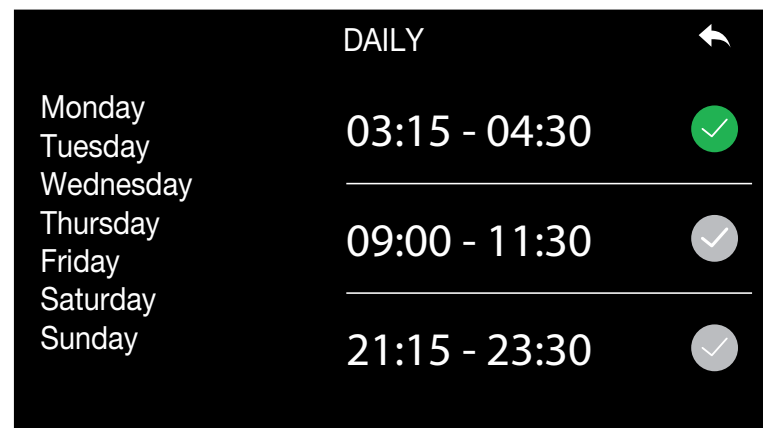 DAILY
Monday
Tuesday
Wednesday
Thursday
Friday
Saturday
Sunday
03:15 - 04:30
09:00 - 11:30
21:15 - 23:30